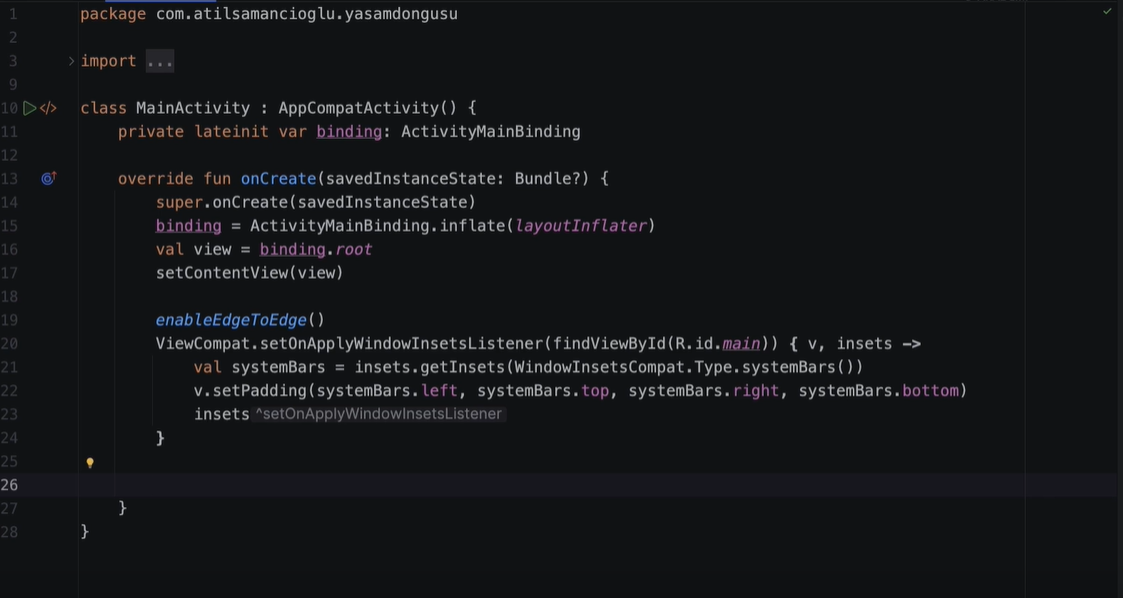 1 package com.atilsamancioglu.yasamdongusu
2
3 import ...
9
10 class MainActivity : AppCompatActivity() {
11 private lateinit var binding: ActivityMainBinding
12
13 override fun onCreate(savedInstanceState: Bundle?) {
14 super.onCreate(savedInstanceState)
15 binding = ActivityMainBinding.inflate(layoutInflater)
16 val view = binding.root
17 setContentView(view)
18
19 enableEdgeToEdge()
20 ViewCompat.setOnApplyWindowInsetsListener(findViewById(R.id.main)) { v, insets ->
21 val systemBars = insets.getInsets(WindowInsetsCompat.Type.systemBars())
22 v.setPadding(systemBars.left, systemBars.top, systemBars.right, systemBars.bottom)
23 insets ^setOnApplyWindowInsetsListener
24 }
25
26
27 }
28 }